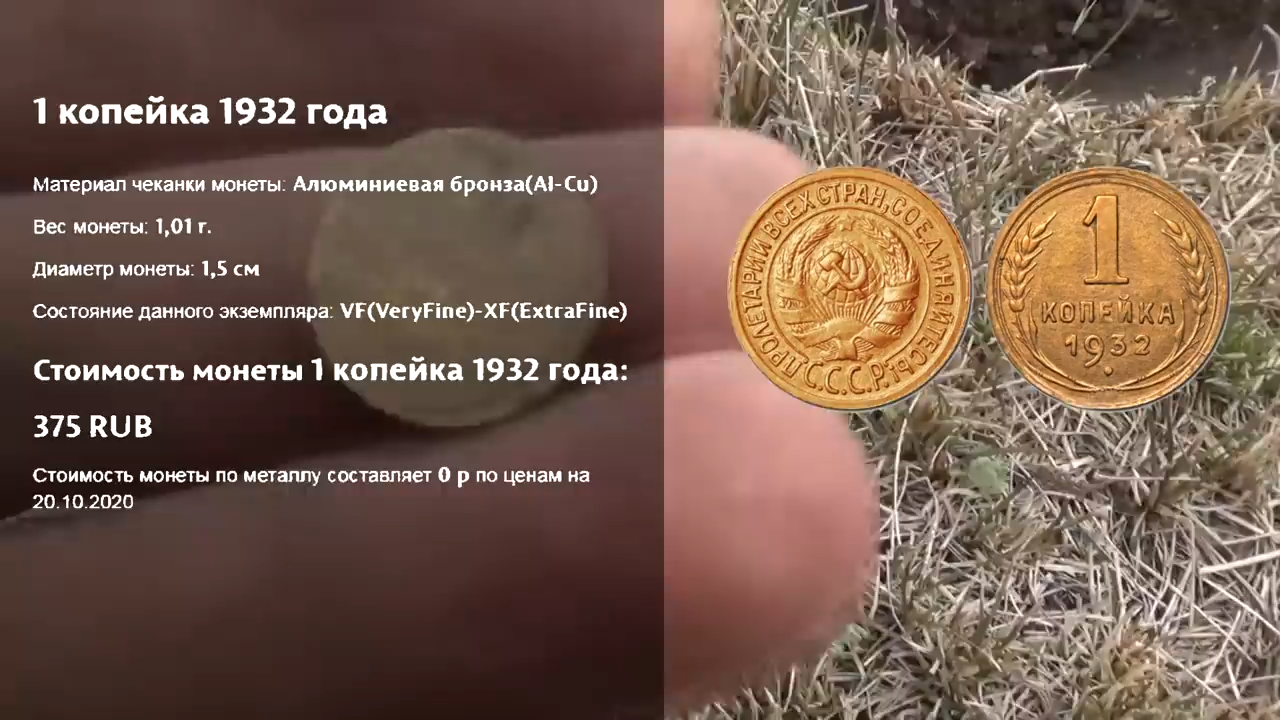 1 копейка 1932 года
Материал чеканки монеты: Алюминиевая бронза(Al-Cu)
Вес монеты: 1,01 г.
Диаметр монеты: 1,5 см
Состояние данного экземпляра: VF(VeryFine)-XF(ExtraFine)
Стоимость монеты 1 копейка 1932 года:
375 RUB
Стоимость монеты по металлу составляет 0 р по ценам на
20.10.2020
ПРОЛЕТАРИИ ВСЕХ СТРАН, СОЕДИНЯЙТЕСЬ!
С.С.С.Р.
1
КОПЕЙКА
1932